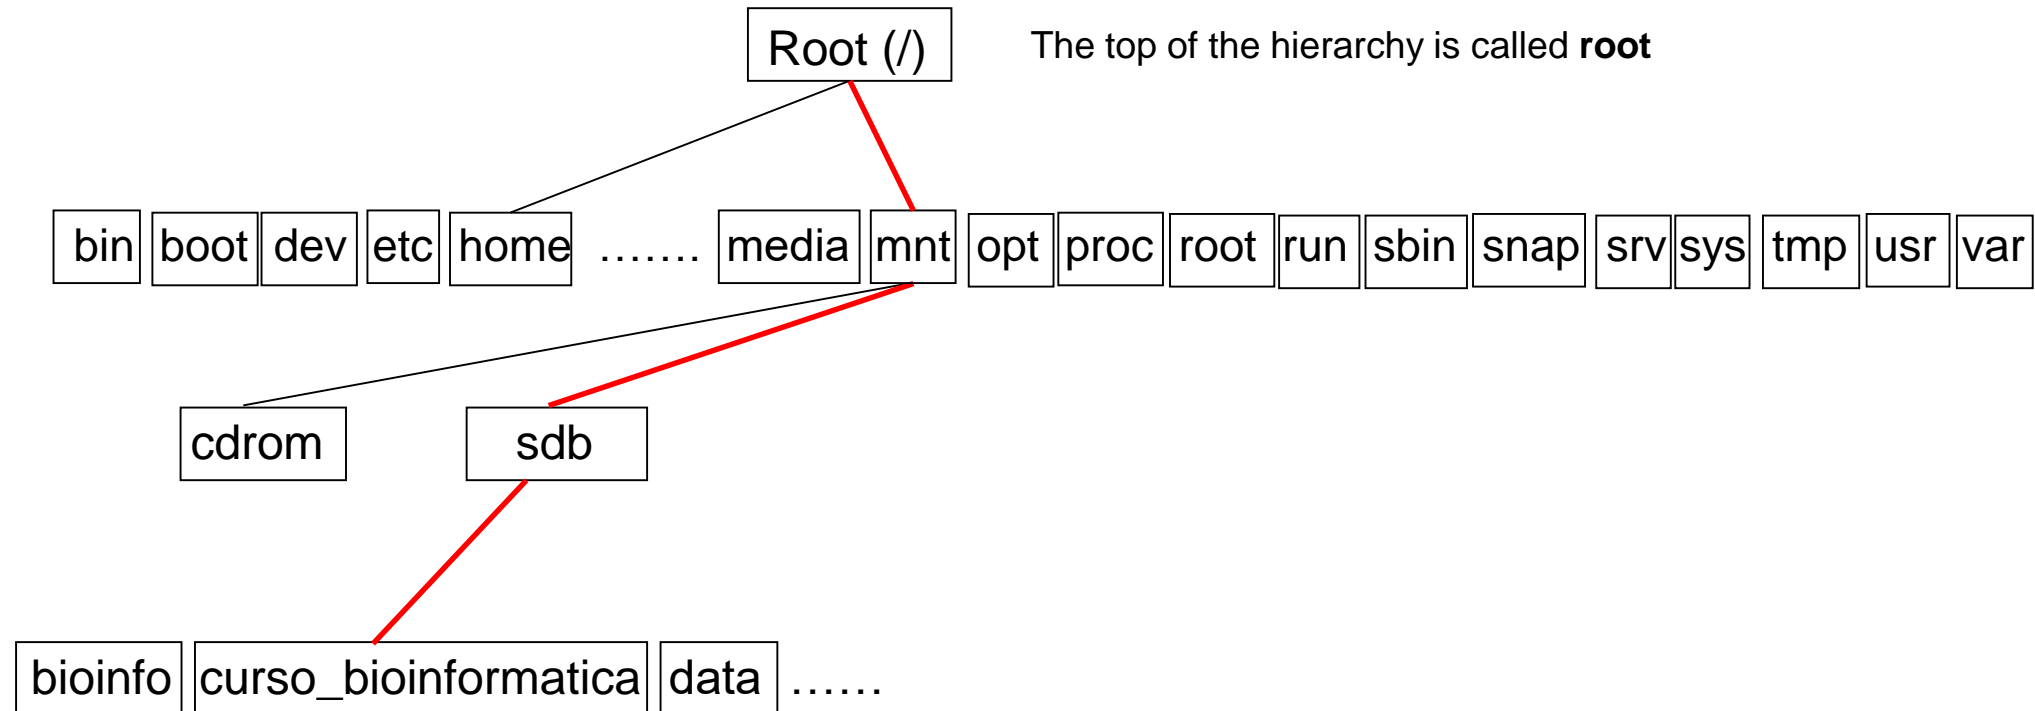 Root (/)
The top of the hierarchy is called root
bin boot dev etc home ……. media mnt opt proc root run sbin snap srv sys tmp usr var
cdrom sdb
bioinfo curso_bioinformatica data ……